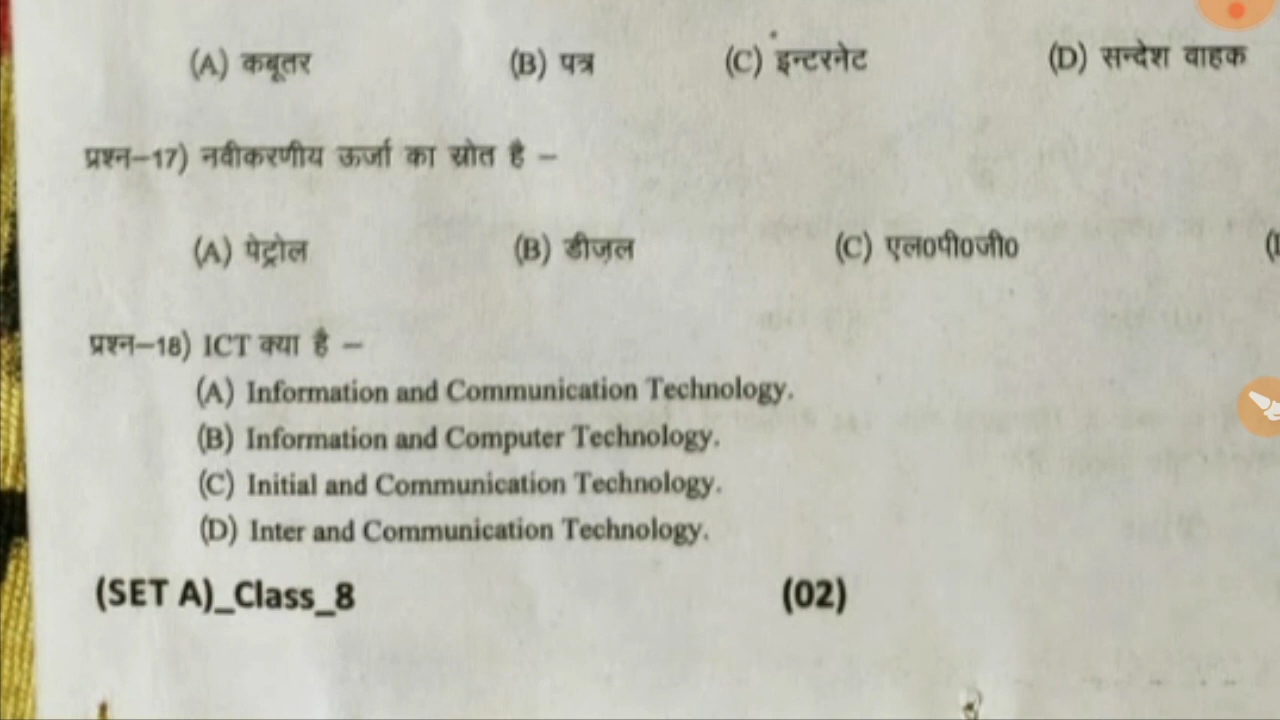 (A) कबूतर (B) पत्र (C) इन्टरनेट (D) सन्देश वाहक
प्रश्न–17) नवीकरणीय ऊर्जा का स्रोत है –
(A) पेट्रोल (B) डीज़ल (C) एल0पी0जी0
प्रश्न–18) ICT क्या है –
(A) Information and Communication Technology.
(B) Information and Computer Technology.
(C) Initial and Communication Technology.
(D) Inter and Communication Technology.
(SET A)_Class_8 (02)